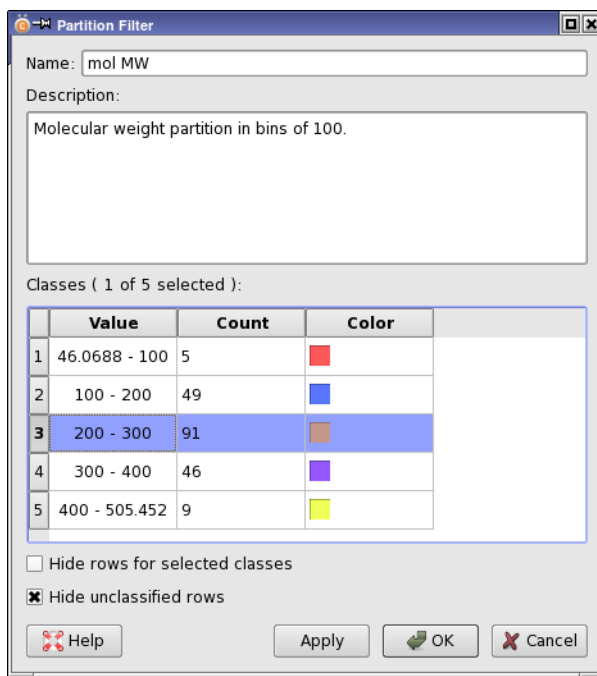 Partition Filter
Name: mol MW
Description:
Molecular weight partition in bins of 100.
Classes ( 1 of 5 selected ):
Value Count Color
1 46.0688 - 100 5
2 100 - 200 49
3 200 - 300 91
4 300 - 400 46
5 400 - 505.452 9
Hide rows for selected classes
Hide unclassified rows
Help Apply OK Cancel